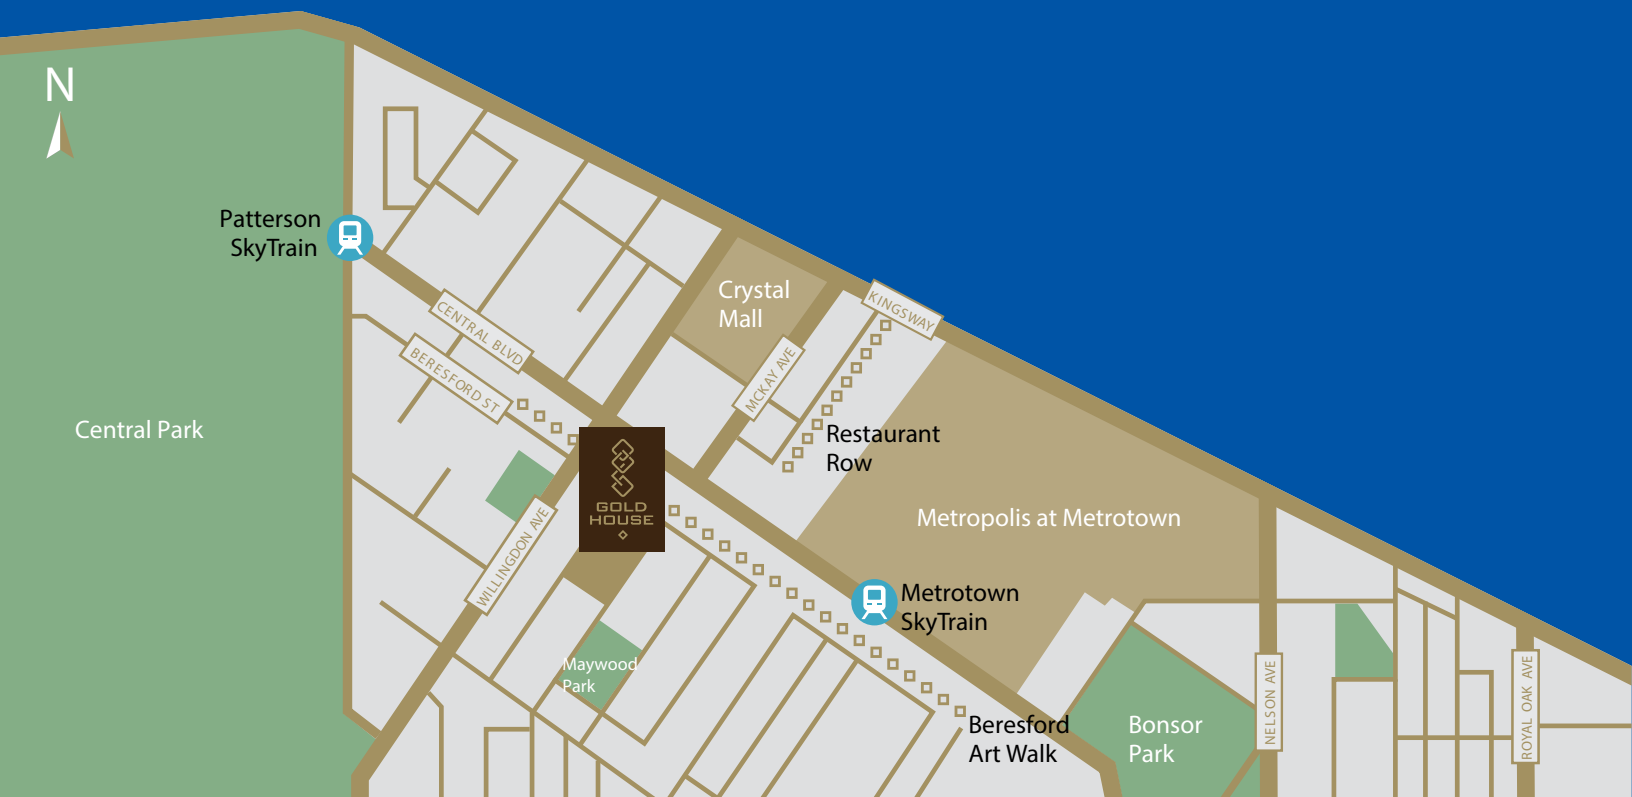 N
Patterson
SkyTrain
Crystal
Mall
KINGSWAY
CENTRAL BLVD
MCKAY AVE
BERESFORD ST
Central Park
Restaurant
Row
GOLD
HOUSE
Metropolis at Metrotown
WILLINGDON AVE
Metrotown
SkyTrain
Maywood
Park
Beresford
Art Walk
Bonsor
Park
NELSON AVE
ROYAL OAK AVE